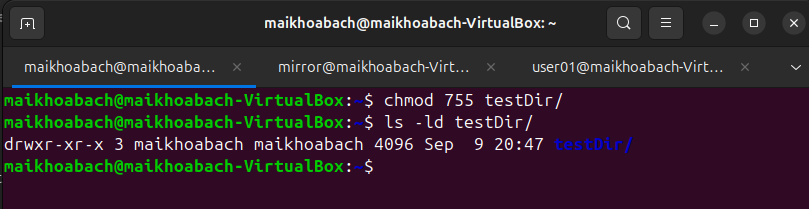 maikhoabach@maikhoabach-VirtualBox: ~
maikhoabach@maikhoaba... mirror@maikhoabach-Virt... user01@maikhoabach-Virt...
maikhoabach@maikhoabach-VirtualBox:~$ chmod 755 testDir/
maikhoabach@maikhoabach-VirtualBox:~$ ls -ld testDir/
drwxr-xr-x 3 maikhoabach maikhoabach 4096 Sep  9 20:47 testDir/
maikhoabach@maikhoabach-VirtualBox:~$